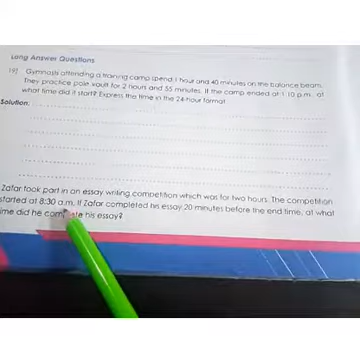 Long Answer Questions
19) Gymnasts attending a training camp spend 1 hour and 40 minutes on the balance beam.
They practice pole vault for 2 hours and 55 minutes. If the camp ended at 1:10 p.m. at
what time did it start? Express the time in the 24-hour format.
Solution:
Zafar took part in an essay writing competition which was for two hours. The competition
started at 8:30 a.m. If Zafar completed his essay 20 minutes before the end time, at what
time did he complete his essay?